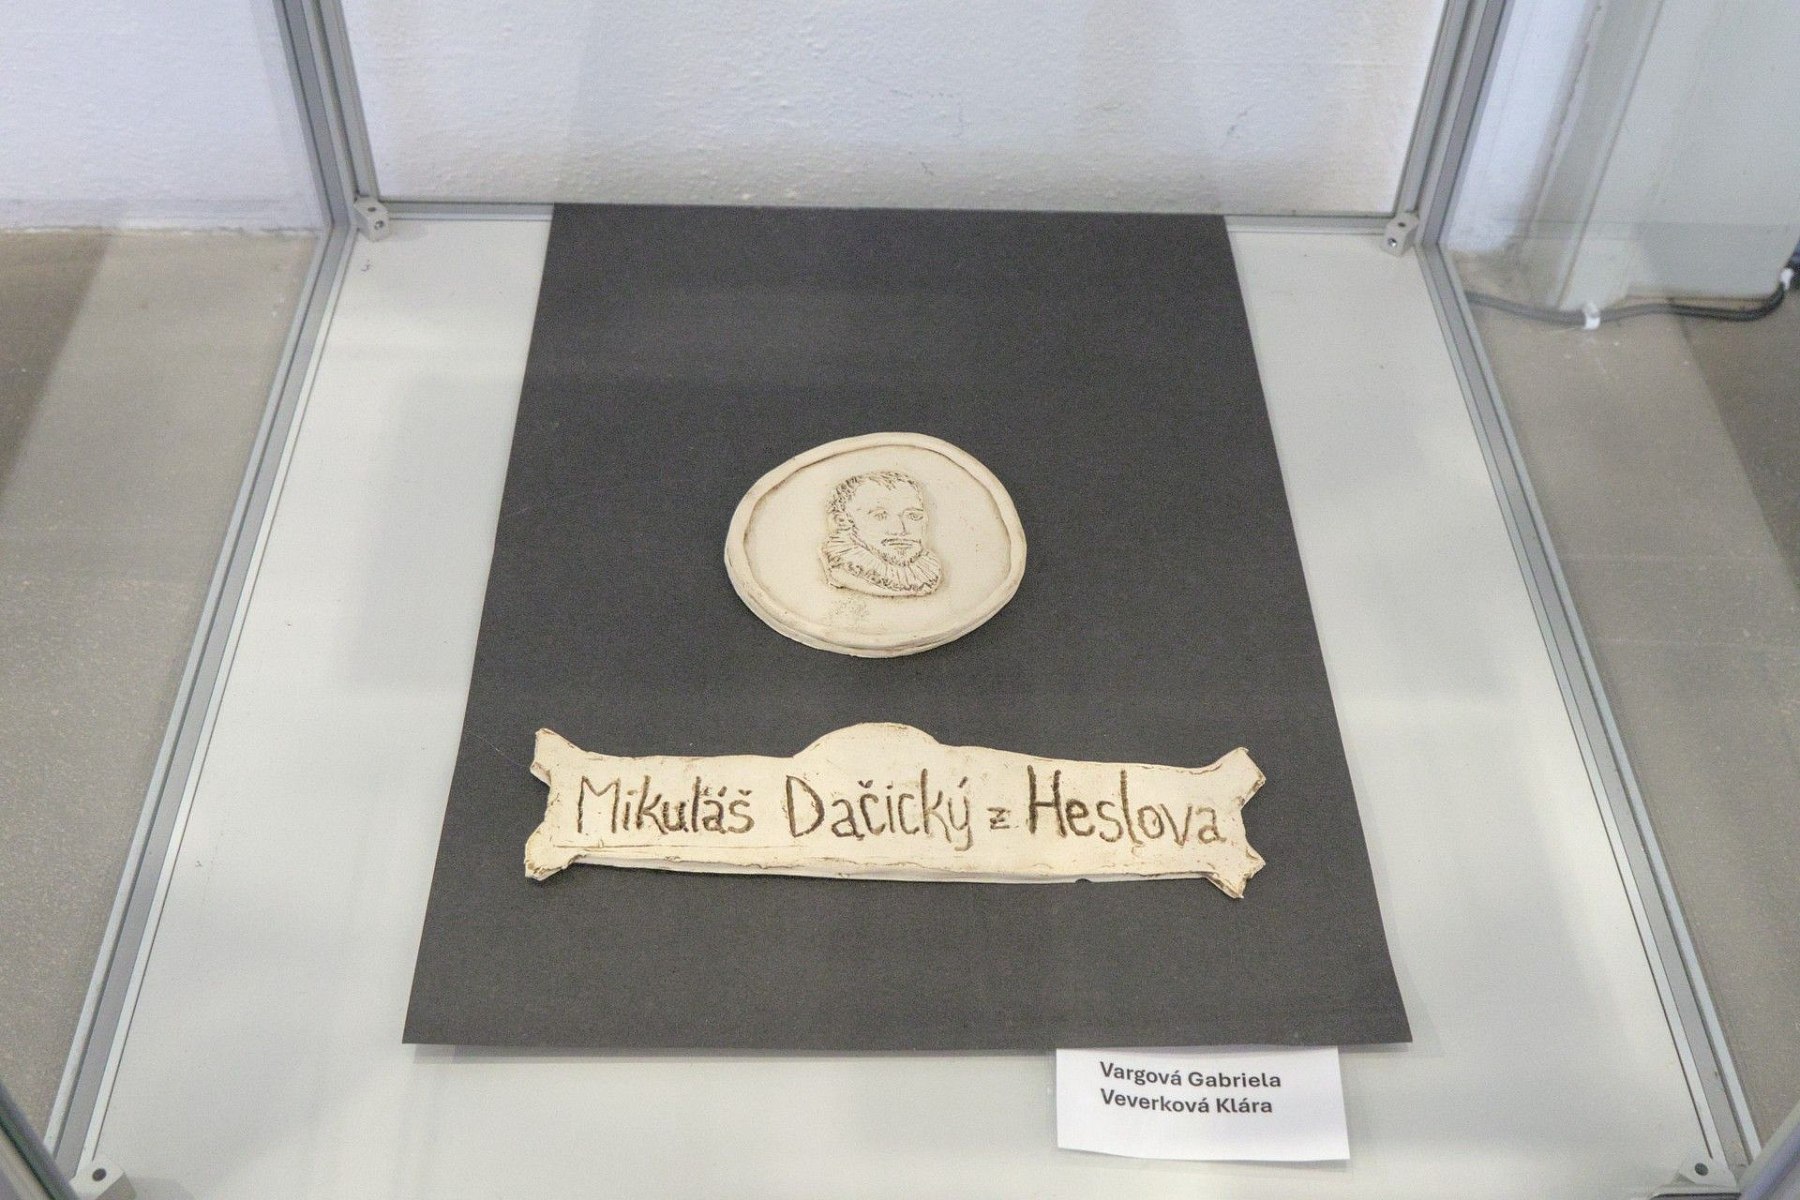 Mikuláš Dačický z Heslova
Vargová Gabriela
Veverková Klára